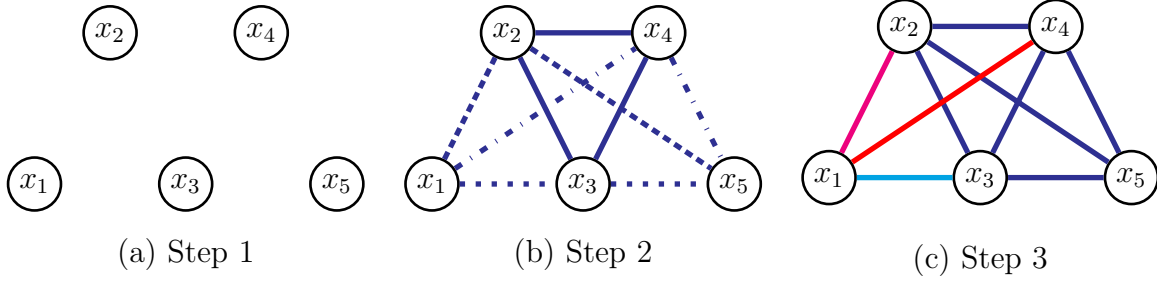 x₂ x₄
x₁ x₃ x₅
(a) Step 1
x₂ x₄
x₁ x₃ x₅
(b) Step 2
x₂ x₄
x₁ x₃ x₅
(c) Step 3